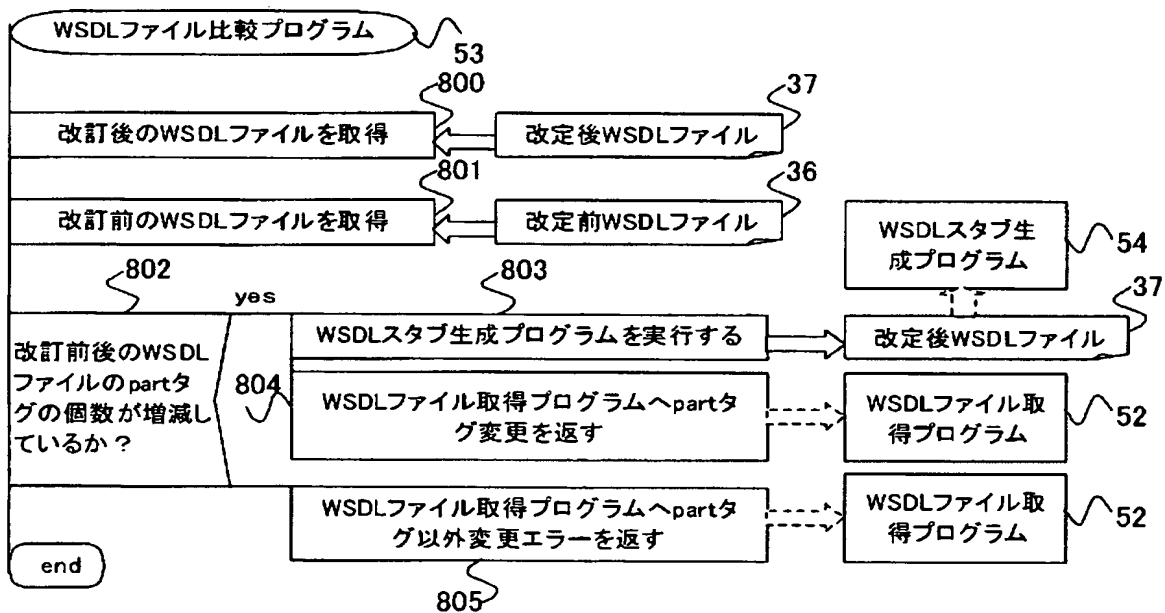 WSDLファイル比較プログラム
53
800
37
改訂後のWSDLファイルを取得
改定後WSDLファイル
801
36
改訂前のWSDLファイルを取得
改定前WSDLファイル
WSDLスタブ生
成プログラム
54
802
803
37
yes
WSDLスタブ生成プログラムを実行する
改定後WSDLファイル
改訂前後のWSDL
ファイルのpartタ
グの個数が増減し
ているか?
804
WSDLファイル取得プログラムへpartタ
グ変更を返す
WSDLファイル取
得プログラム
52
WSDLファイル取得プログラムへpartタ
グ以外変更エラーを返す
WSDLファイル取
得プログラム
52
end
805